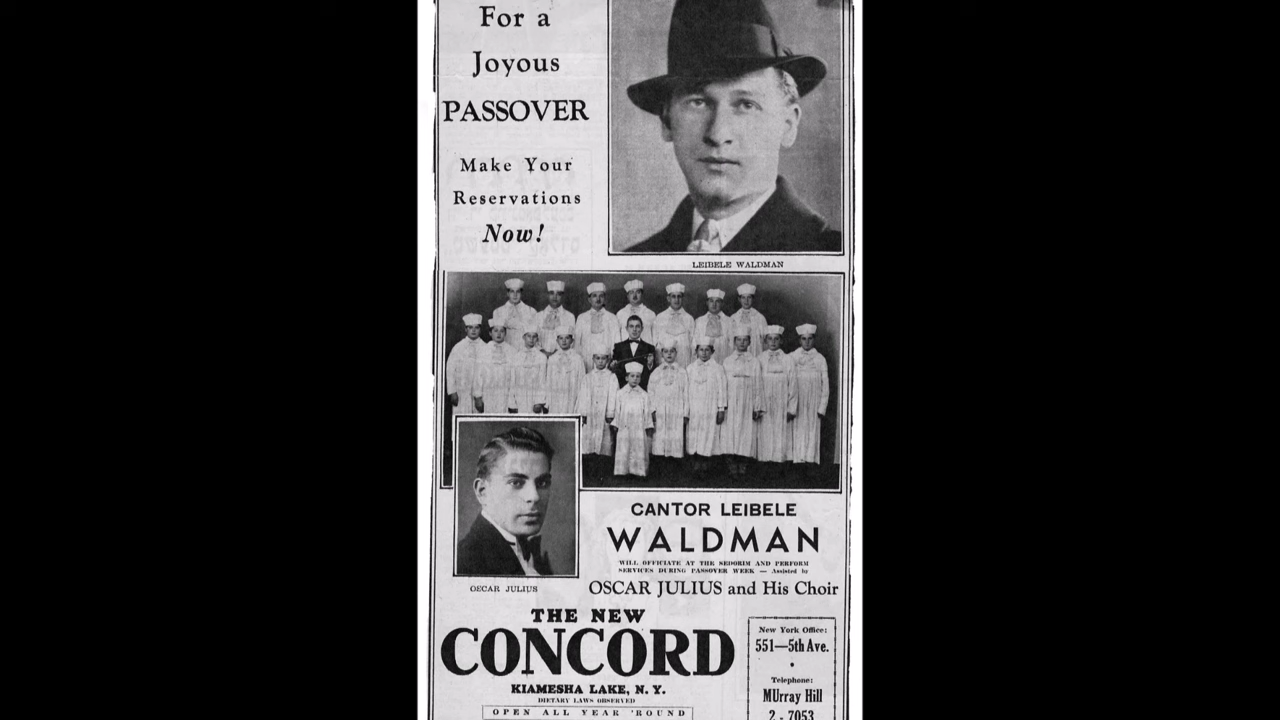 For a
Joyous
PASSOVER
Make Your
Reservations
Now!
LEIBELE WALDMAN
OSCAR JULIUS
CANTOR LEIBELE
WALDMAN
WILL OFFICIATE AT THE SEDORIM AND PERFORM
SERVICES DURING PASSOVER WEEK — Assisted by
OSCAR JULIUS and His Choir
THE NEW
CONCORD
KIAMESHA LAKE, N. Y.
DIETARY LAWS OBSERVED
OPEN ALL YEAR 'ROUND
New York Office:
551—5th Ave.
•
Telephone:
MUrray Hill
2 - 7053